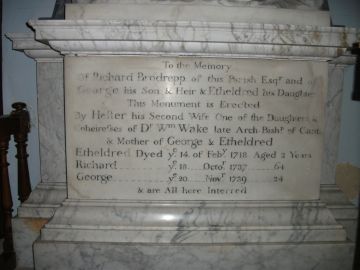 To the Memory
Of Richard Bendrepp of this Parish Esqr. and of
George his Son & Heir & Etheldred his Daughter
This Monument is Erected
By Hester his Second Wife One of the Daughters &
Coheiresses of Dr. Wm. Wake late Arch-Bishp. of Cant.
& Mother of George & Etheldred
Etheldred Dyed ye. 14. of Febry. 1718 Aged 2 Years
Richard ye. 18. Octor. 1737 64
George ye. 20. Novr. 1739 24
& are All here Interred